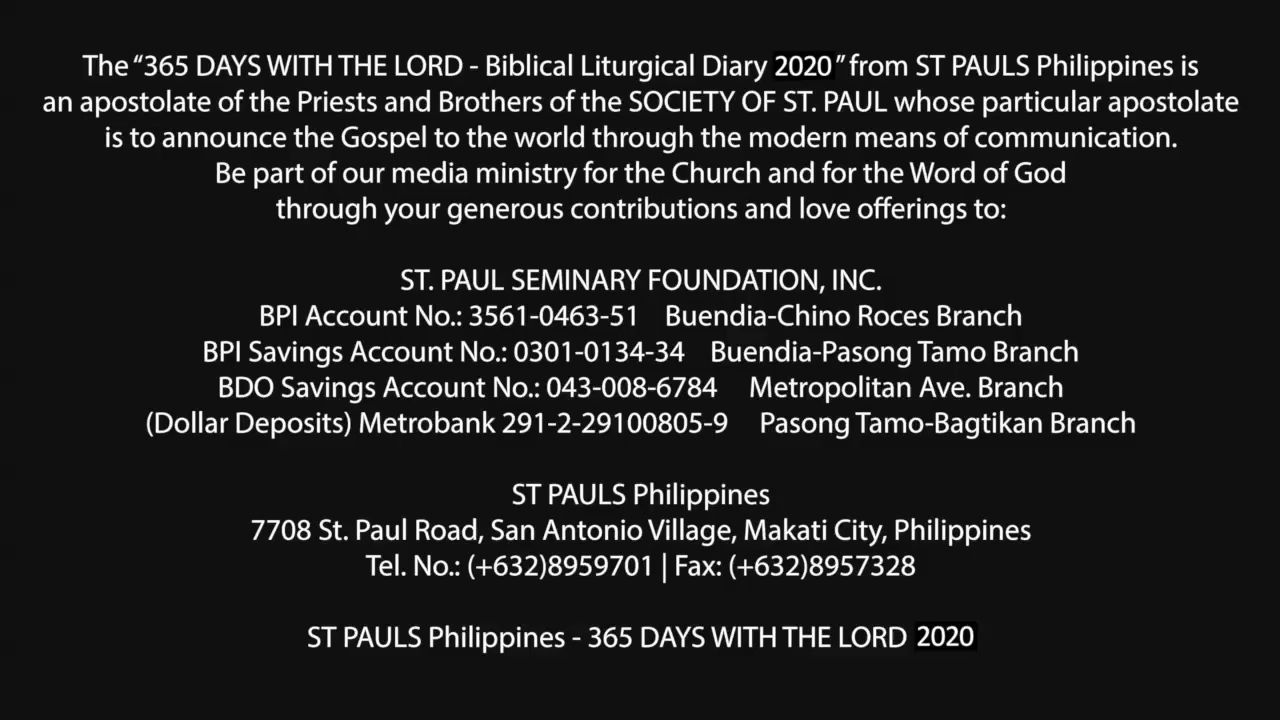 The “365 DAYS WITH THE LORD - Biblical Liturgical Diary 2020” from ST PAULS Philippines is
an apostolate of the Priests and Brothers of the SOCIETY OF ST. PAUL whose particular apostolate
is to announce the Gospel to the world through the modern means of communication.
Be part of our media ministry for the Church and for the Word of God
through your generous contributions and love offerings to:
ST. PAUL SEMINARY FOUNDATION, INC.
BPI Account No.: 3561-0463-51 Buendia-Chino Roces Branch
BPI Savings Account No.: 0301-0134-34 Buendia-Pasong Tamo Branch
BDO Savings Account No.: 043-008-6784 Metropolitan Ave. Branch
(Dollar Deposits) Metrobank 291-2-29100805-9 Pasong Tamo-Bagtikan Branch
ST PAULS Philippines
7708 St. Paul Road, San Antonio Village, Makati City, Philippines
Tel. No.: (+632)8959701 | Fax: (+632)8957328
ST PAULS Philippines - 365 DAYS WITH THE LORD 2020